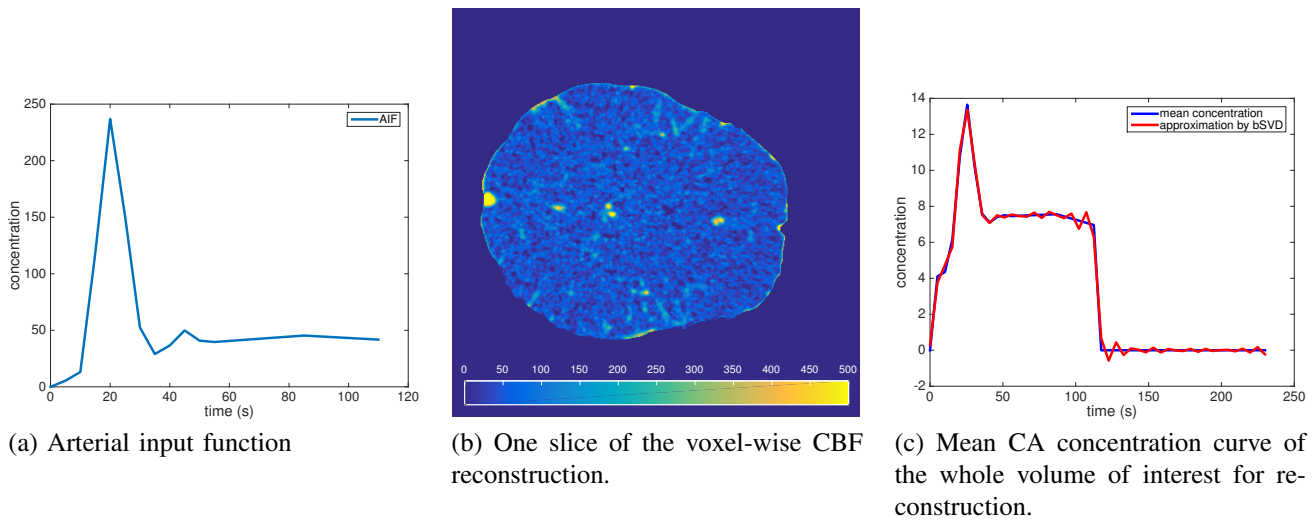 250
200
150
100
50
0
concentration
AIF
0 20 40 60 80 100 120
time (s)
(a) Arterial input function
0 50 100 150 200 250 300 350 400 450 500
(b) One slice of the voxel-wise CBF
reconstruction.
14
12
10
8
6
4
2
0
-2
concentration
mean concentration
approximation by bSVD
0 50 100 150 200 250
time (s)
(c) Mean CA concentration curve of
the whole volume of interest for re-
construction.